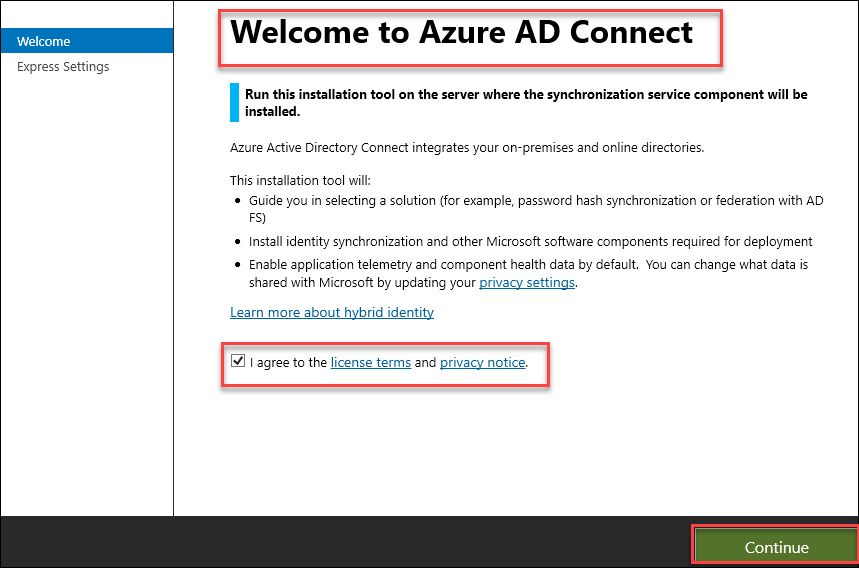 Welcome
Express Settings
Welcome to Azure AD Connect
Run this installation tool on the server where the synchronization service component will be
installed.
Azure Active Directory Connect integrates your on-premises and online directories.
This installation tool will:
• Guide you in selecting a solution (for example, password hash synchronization or federation with AD
FS)
• Install identity synchronization and other Microsoft software components required for deployment
• Enable application telemetry and component health data by default.  You can change what data is
shared with Microsoft by updating your privacy settings.
Learn more about hybrid identity
I agree to the license terms and privacy notice.
Continue